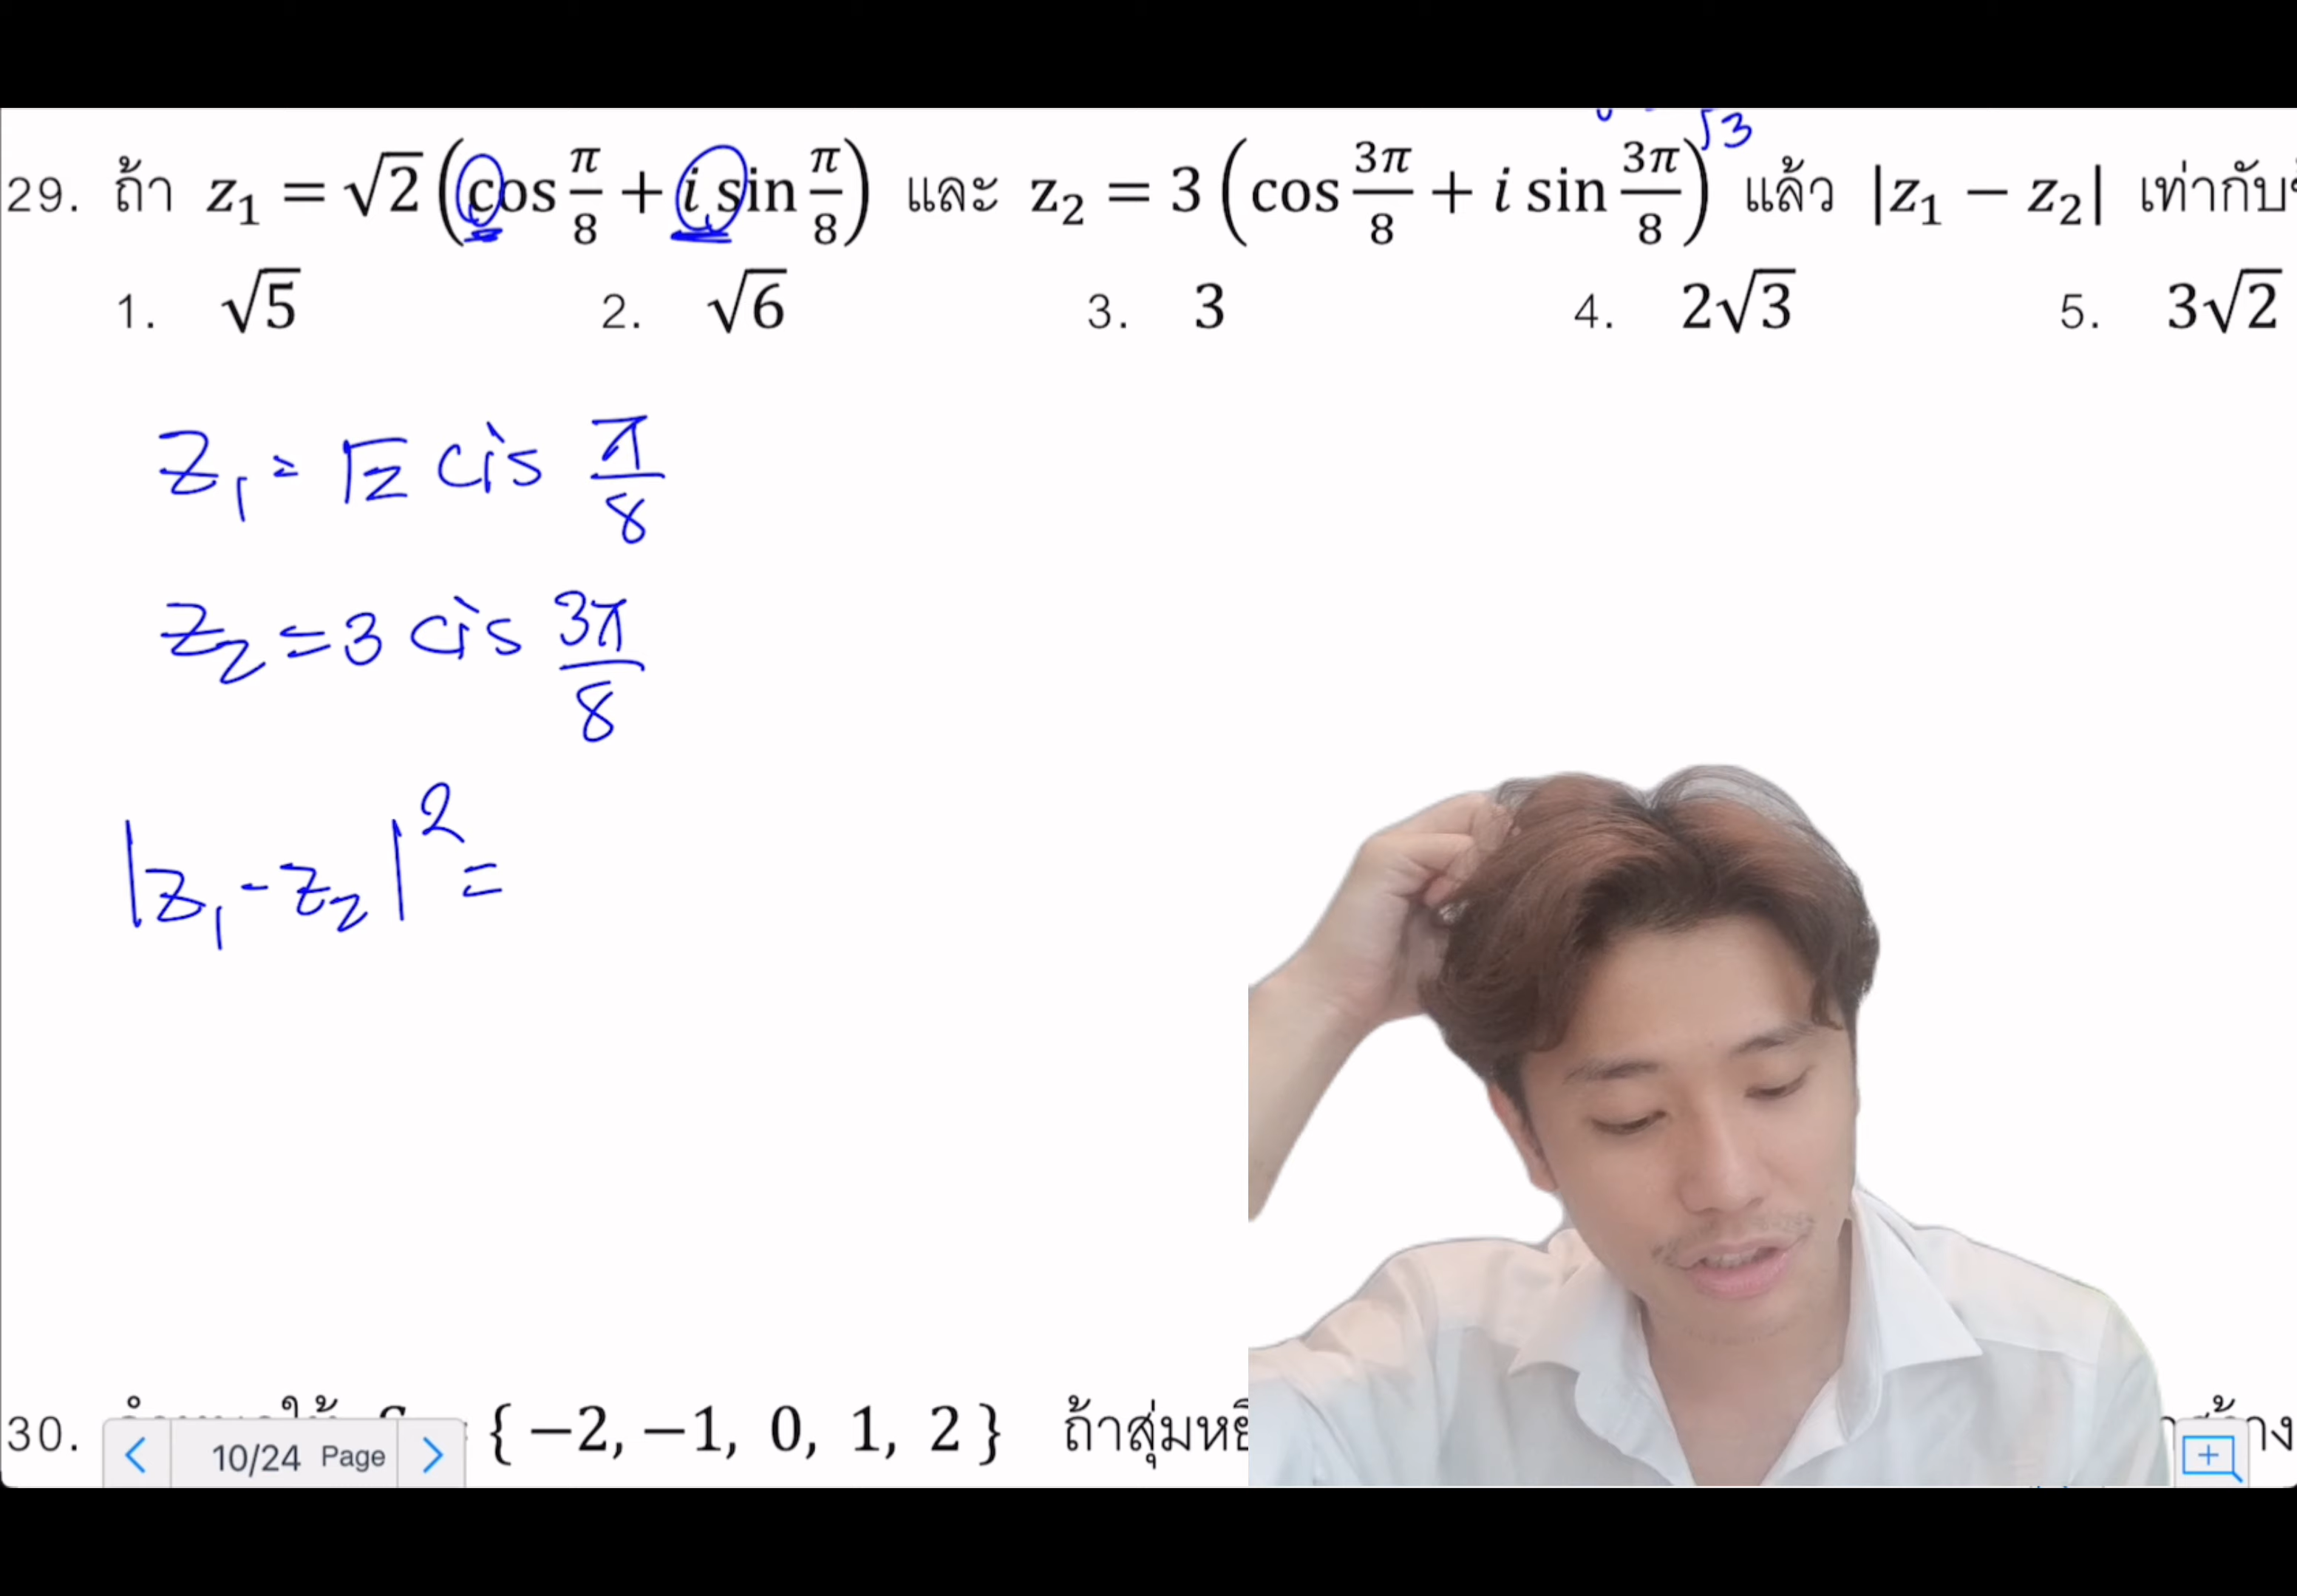 √3
29. ถ้า z₁ = √2 (cos π/8 + i sin π/8) และ z₂ = 3 (cos 3π/8 + i sin 3π/8) แล้ว |z₁ − z₂| เท่ากับ
1. √5 2. √6 3. 3 4. 2√3 5. 3√2
z₁ = √2 cis π/8
z₂ = 3 cis 3π/8
|z₁ - z₂|² =
30. { −2, −1, 0, 1, 2 } ถ้าสุ่มหยิ
10/24 Page